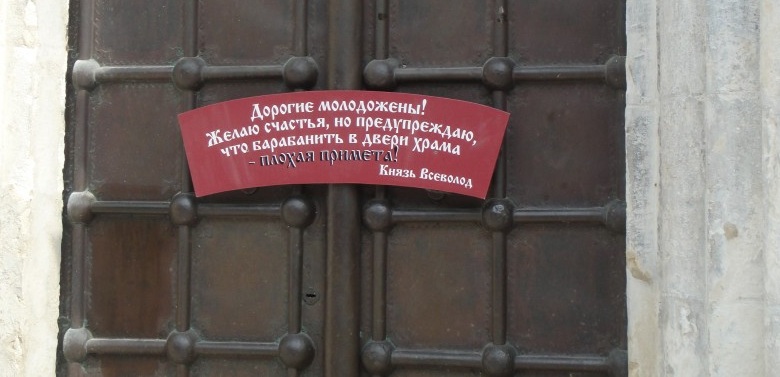 Дорогие молодожены!
Желаю счастья, но предупреждаю,
что барабанить в двери храма
- плохая примета!
Князь Всеволод